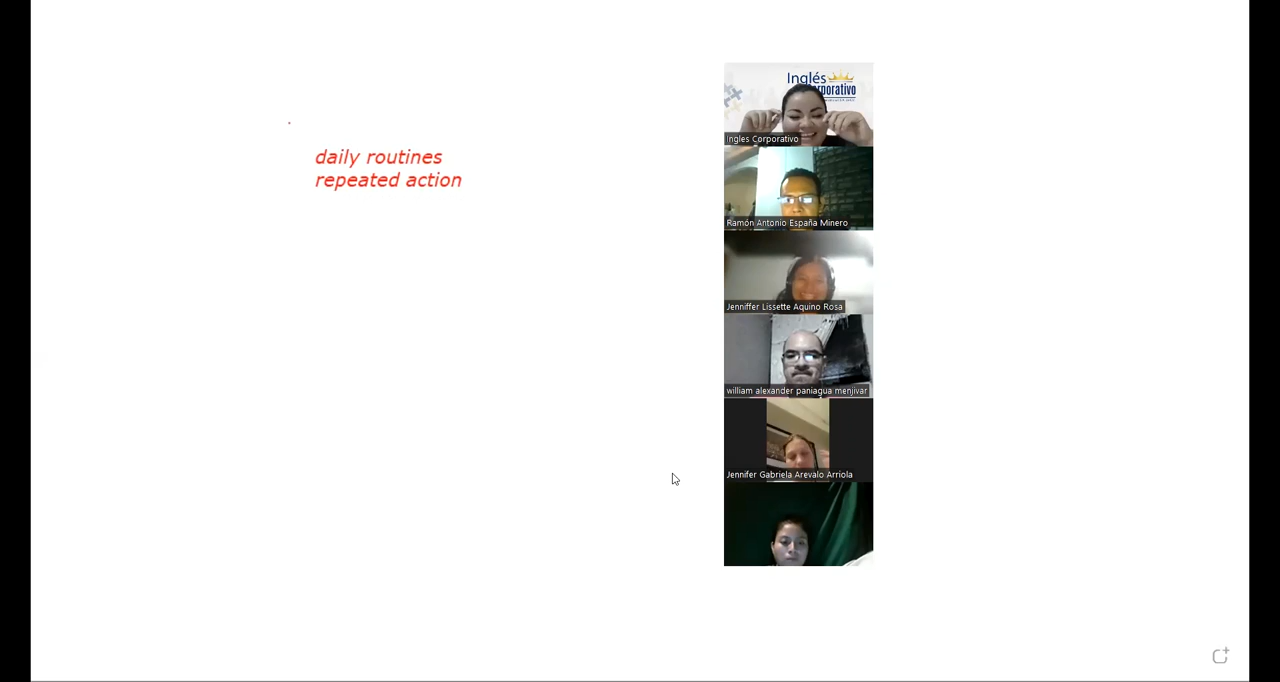 daily routines
repeated action
Inglés
Corporativo
Ingles Corporativo
Ramón Antonio España Minero
Jenniffer Lissette Aquino Rosa
william alexander paniagua menjivar
Jennifer Gabriela Arevalo Arriola